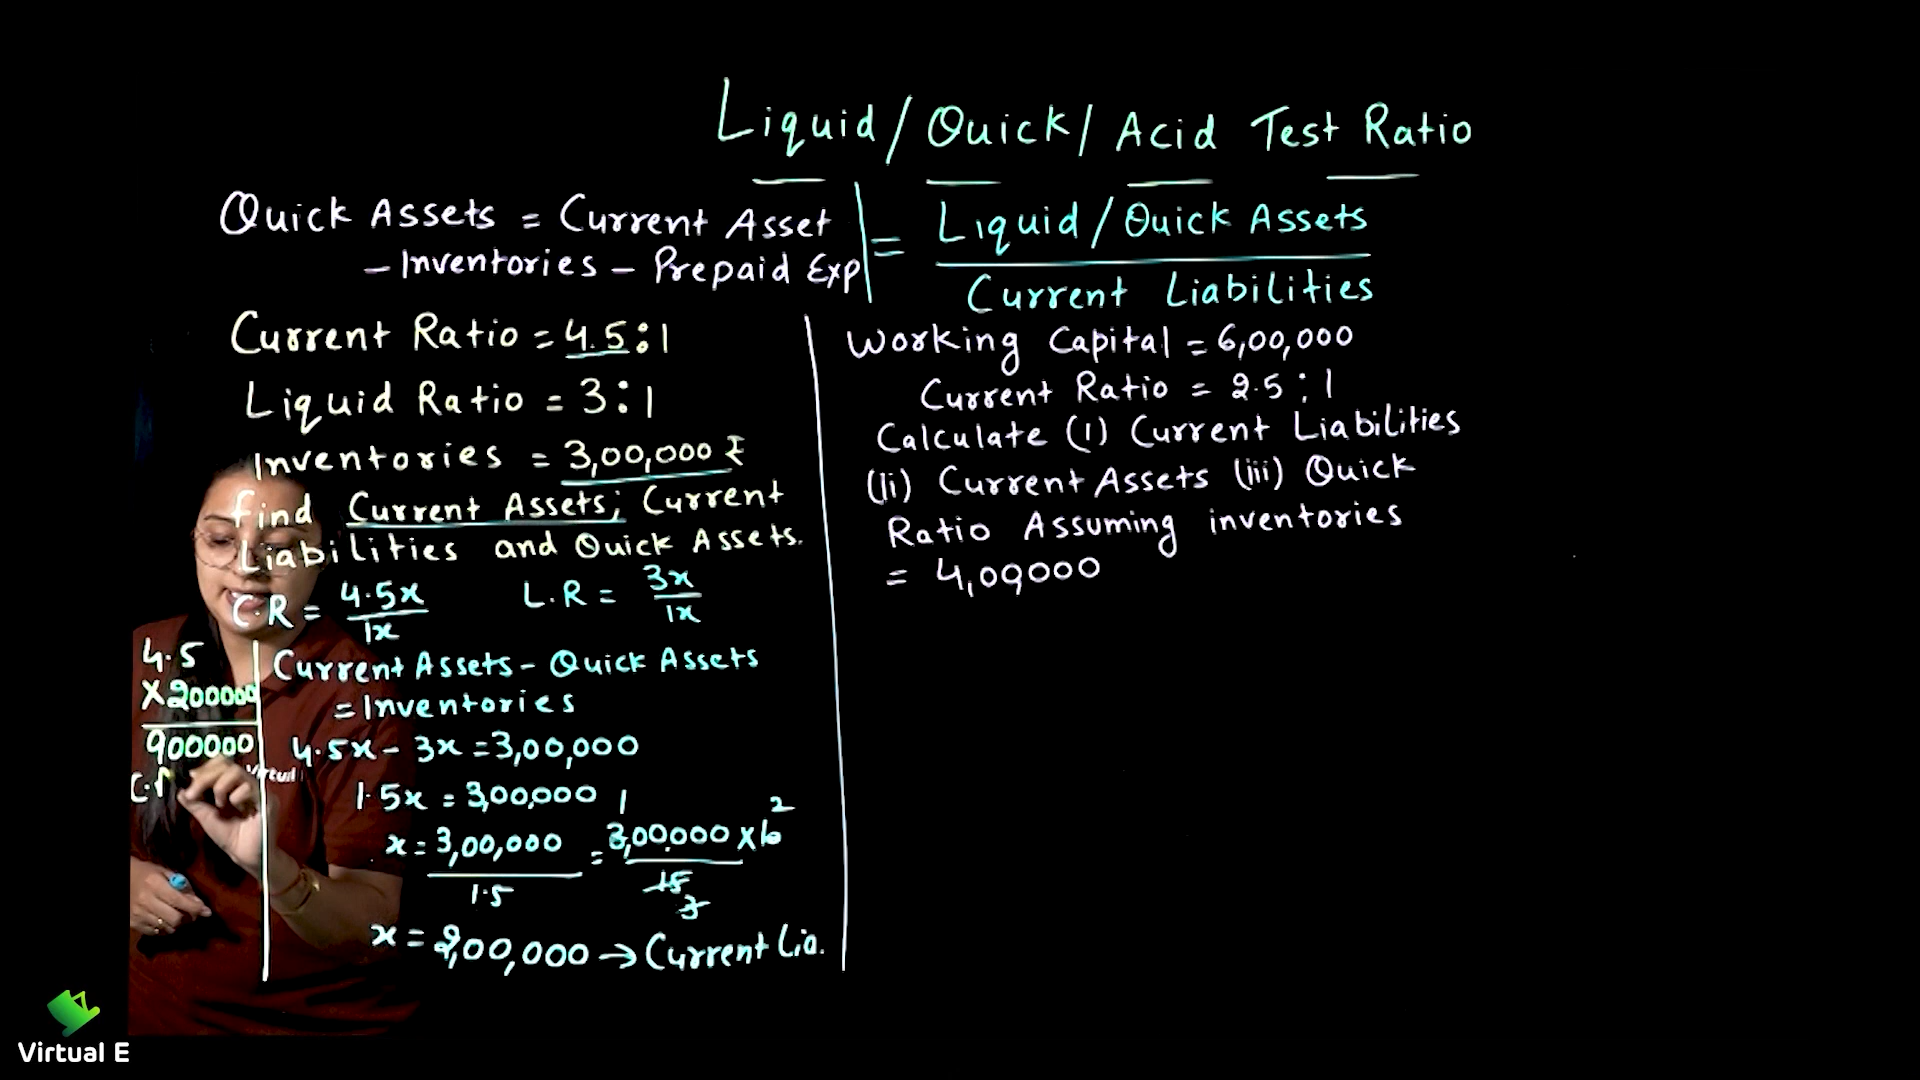 Liquid/Quick/Acid Test Ratio
Quick Assets = Current Asset
- Inventories - Prepaid Exp
= Liquid/Quick Assets
Current Liabilities
Current Ratio = 4.5:1
Liquid Ratio = 3:1
Inventories = 3,00,000 ₹
find Current Assets; Current
Liabilities and Quick Assets.
C.R = 4.5x
1x
L.R = 3x
1x
4.5
X200000
900000
Current Assets - Quick Assets
= Inventories
4.5x - 3x = 3,00,000
1.5x = 3,00,000
x = 3,00,000
1.5
= 3,00,000 x 10
15
3
1
2
x = 2,00,000 → Current Lia.
Working Capital = 6,00,000
Current Ratio = 2.5:1
Calculate (i) Current Liabilities
(ii) Current Assets (iii) Quick
Ratio Assuming inventories
= 4,00000
Virtual E